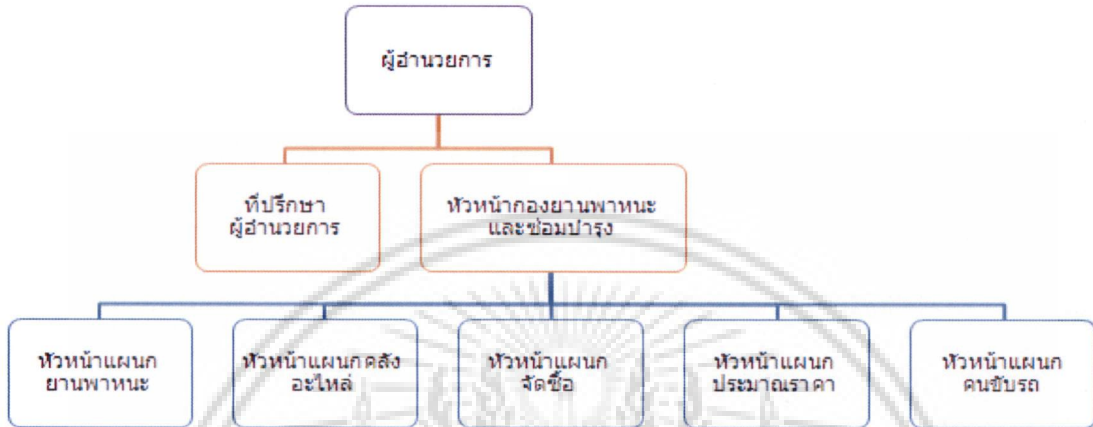 ผู้อำนวยการ
ที่ปรึกษา
ผู้อำนวยการ
หัวหน้ากองยานพาหนะ
และซ่อมบำรุง
หัวหน้าแผนก
ยานพาหนะ
หัวหน้าแผนกคลัง
อะไหล่
หัวหน้าแผนก
จัดซื้อ
หัวหน้าแผนก
ประมาณราคา
หัวหน้าแผนก
คนขับรถ